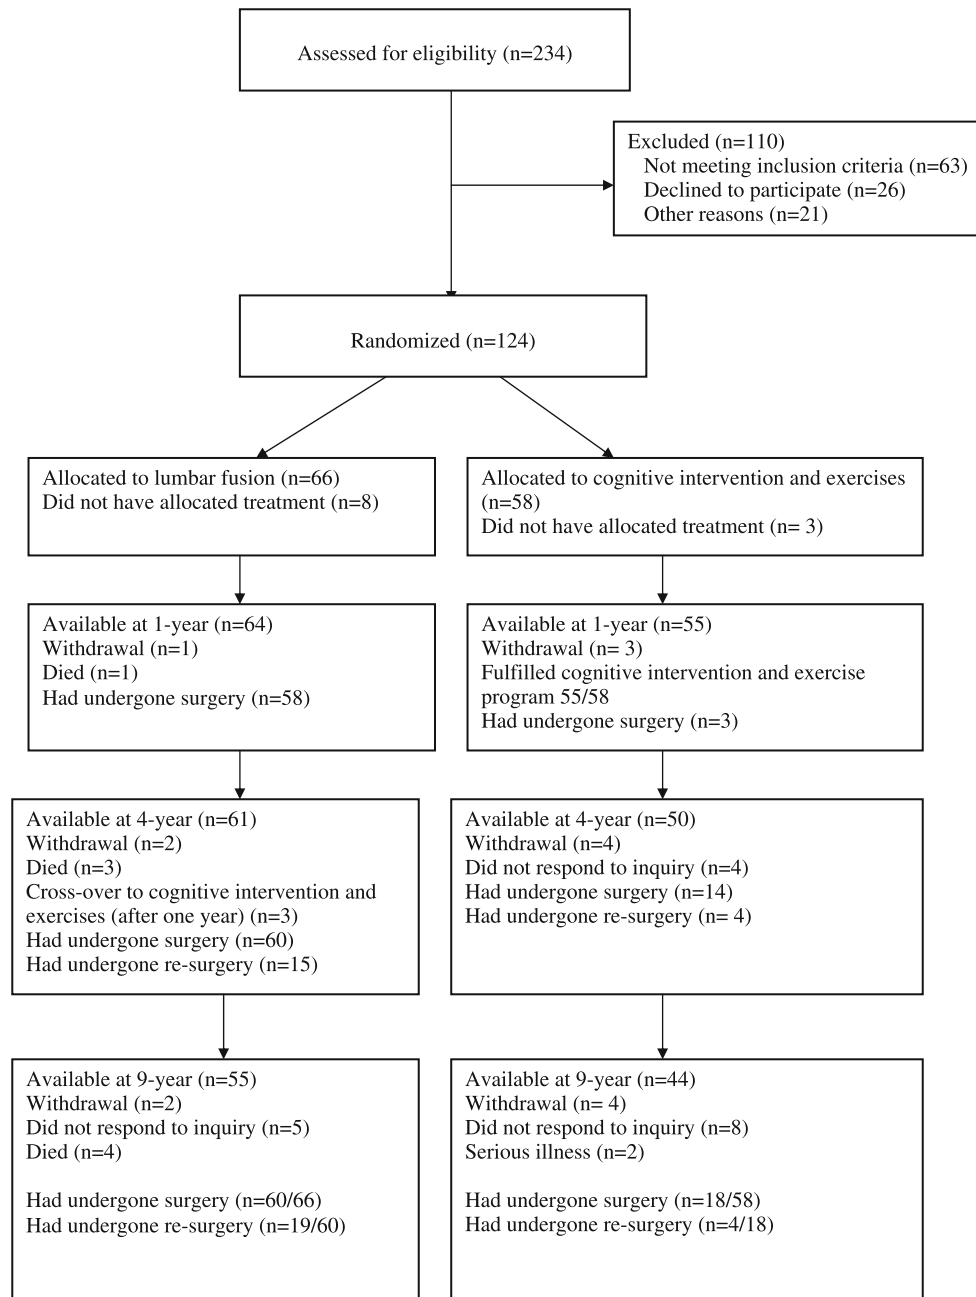 Assessed for eligibility (n=234)
Excluded (n=110)
Not meeting inclusion criteria (n=63)
Declined to participate (n=26)
Other reasons (n=21)
Randomized (n=124)
Allocated to lumbar fusion (n=66)
Did not have allocated treatment (n=8)
Allocated to cognitive intervention and exercises
(n=58)
Did not have allocated treatment (n= 3)
Available at 1-year (n=64)
Withdrawal (n=1)
Died (n=1)
Had undergone surgery (n=58)
Available at 1-year (n=55)
Withdrawal (n= 3)
Fulfilled cognitive intervention and exercise
program 55/58
Had undergone surgery (n=3)
Available at 4-year (n=61)
Withdrawal (n=2)
Died (n=3)
Cross-over to cognitive intervention and
exercises (after one year) (n=3)
Had undergone surgery (n=60)
Had undergone re-surgery (n=15)
Available at 4-year (n=50)
Withdrawal (n=4)
Did not respond to inquiry (n=4)
Had undergone surgery (n=14)
Had undergone re-surgery (n= 4)
Available at 9-year (n=55)
Withdrawal (n=2)
Did not respond to inquiry (n=5)
Died (n=4)
Had undergone surgery (n=60/66)
Had undergone re-surgery (n=19/60)
Available at 9-year (n=44)
Withdrawal (n= 4)
Did not respond to inquiry (n=8)
Serious illness (n=2)
Had undergone surgery (n=18/58)
Had undergone re-surgery (n=4/18)